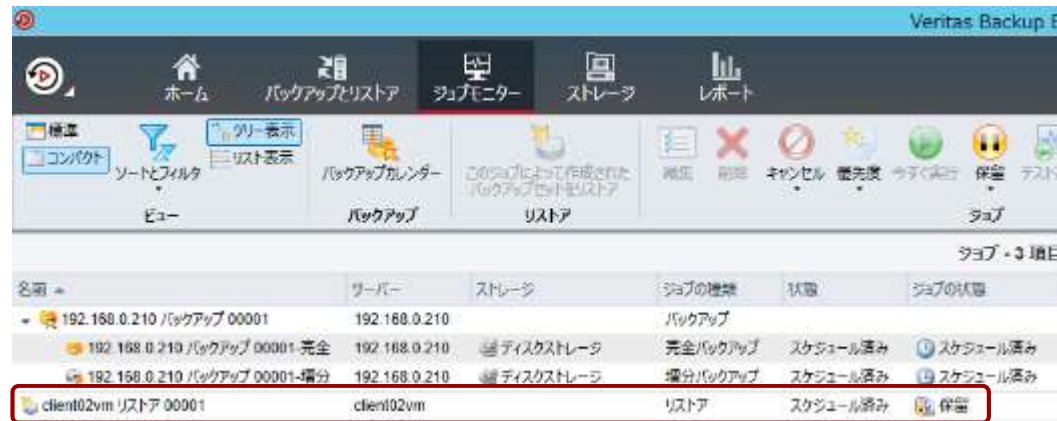 Veritas Backup E
ホーム バックアップとリストア ジョブモニター ストレージ レポート
標準 ツリー表示
コンパクト ソートとフィルタ リスト表示 バックアップカレンダー このジョブによって作成された バックアップセットをリストア 編集 削除 キャンセル 優先度 今すぐ実行 保留 テスト
ビュー バックアップ リストア ジョブ
ジョブ - 3 項目
名前 サーバー ストレージ ジョブの種類 状態 ジョブの状態
192.168.0.210 バックアップ 00001 192.168.0.210 バックアップ
192.168.0.210 バックアップ 00001-完全 192.168.0.210 ディスクストレージ 完全バックアップ スケジュール済み スケジュール済み
192.168.0.210 バックアップ 00001-増分 192.168.0.210 ディスクストレージ 増分バックアップ スケジュール済み スケジュール済み
client02vm リストア 00001 client02vm リストア スケジュール済み 保留